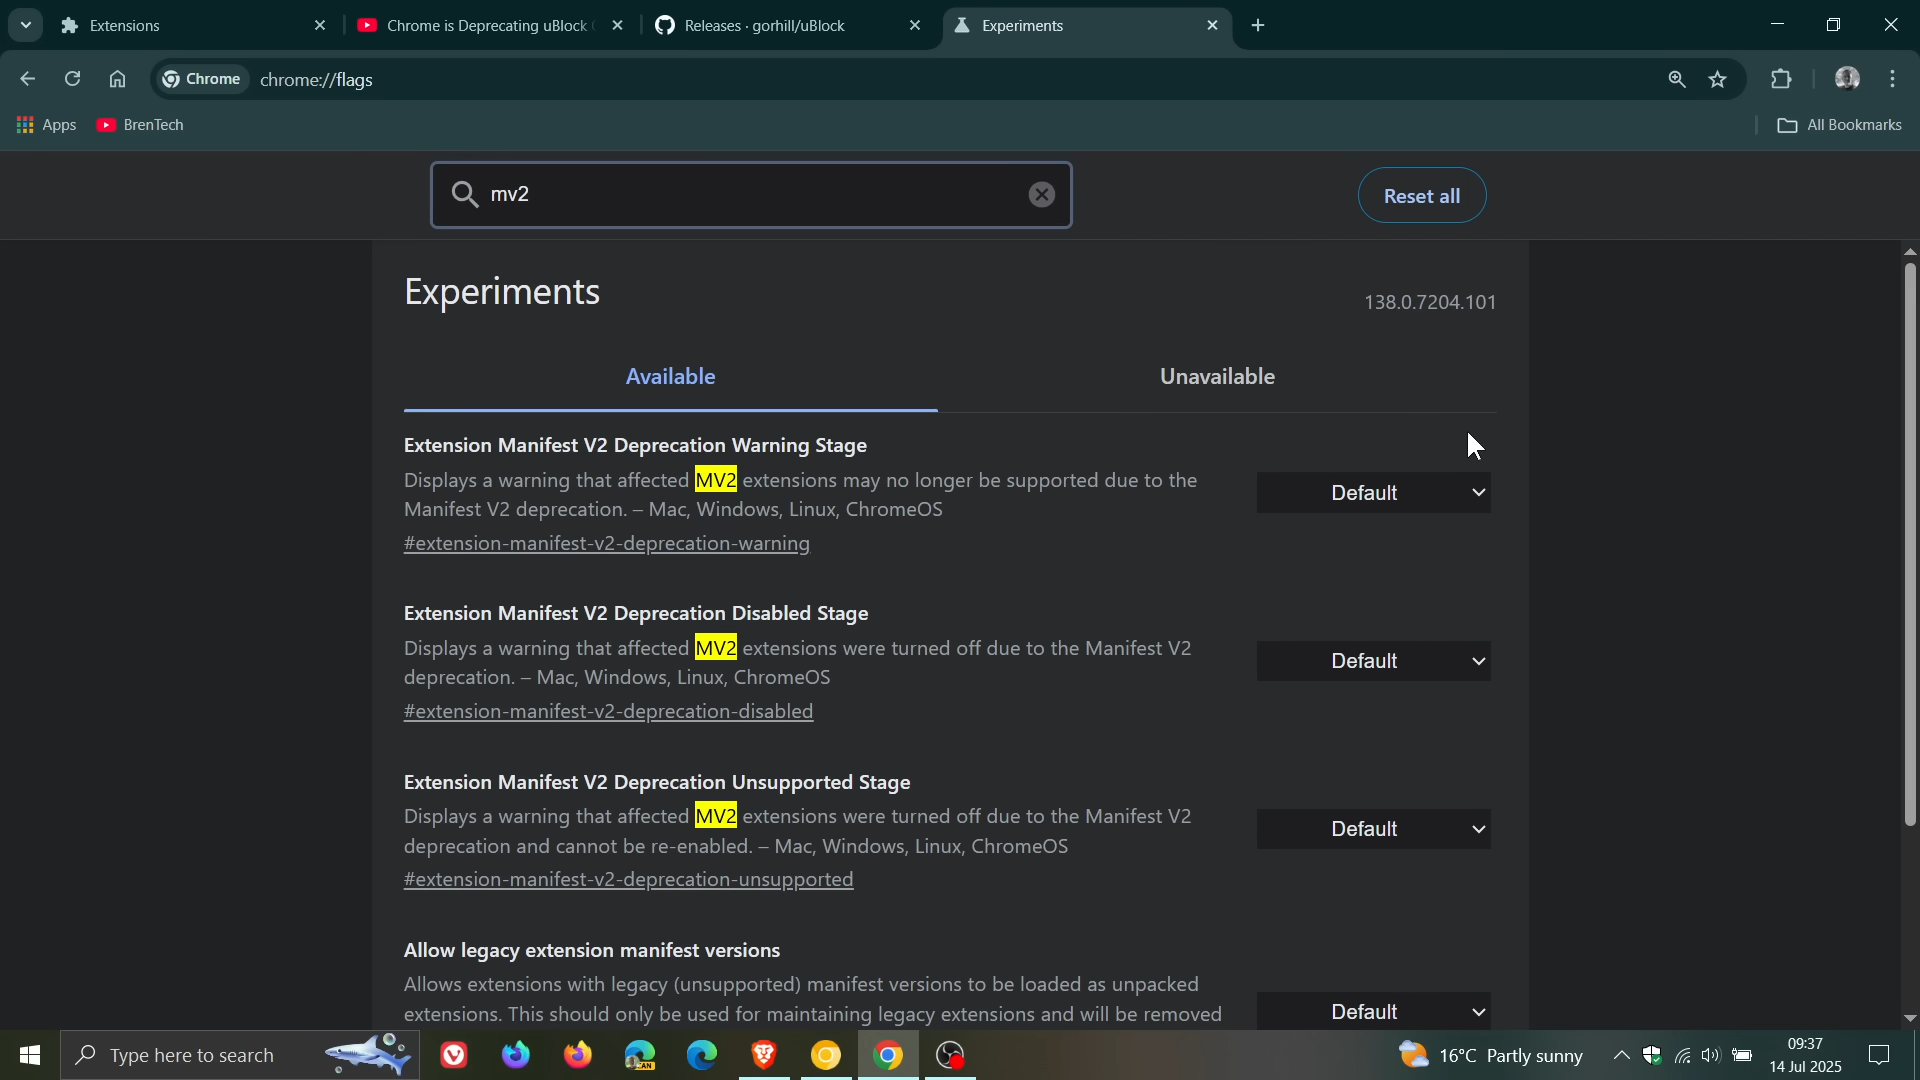 Extensions
Chrome is Deprecating uBlock
Releases · gorhill/uBlock
Experiments
Chrome
chrome://flags
Apps
BrenTech
All Bookmarks
mv2
Reset all
Experiments
138.0.7204.101
Available
Unavailable
Extension Manifest V2 Deprecation Warning Stage
Displays a warning that affected MV2 extensions may no longer be supported due to the
Manifest V2 deprecation. – Mac, Windows, Linux, ChromeOS
#extension-manifest-v2-deprecation-warning
Default
Extension Manifest V2 Deprecation Disabled Stage
Displays a warning that affected MV2 extensions were turned off due to the Manifest V2
deprecation. – Mac, Windows, Linux, ChromeOS
#extension-manifest-v2-deprecation-disabled
Default
Extension Manifest V2 Deprecation Unsupported Stage
Displays a warning that affected MV2 extensions were turned off due to the Manifest V2
deprecation and cannot be re-enabled. – Mac, Windows, Linux, ChromeOS
#extension-manifest-v2-deprecation-unsupported
Default
Allow legacy extension manifest versions
Allows extensions with legacy (unsupported) manifest versions to be loaded as unpacked
extensions. This should only be used for maintaining legacy extensions and will be removed
Default
Type here to search
16°C Partly sunny
09:37
14 Jul 2025